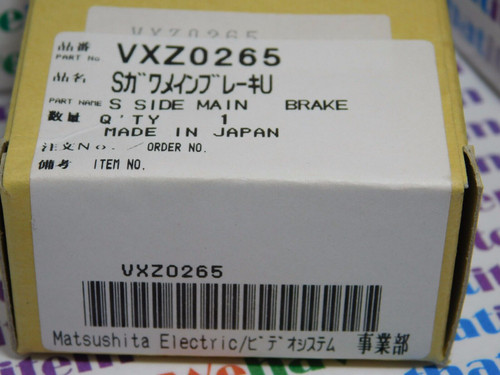 VXZ0265
品番
PART No VXZ0265
品名 SガワメインブレーキU
PART NAME S SIDE MAIN BRAKE
数量 Q'TY 1
MADE IN JAPAN
注文No. / ORDER NO.
備考 ITEM NO.
VXZ0265
Matsushita Electric/ビデオシステム 事業部